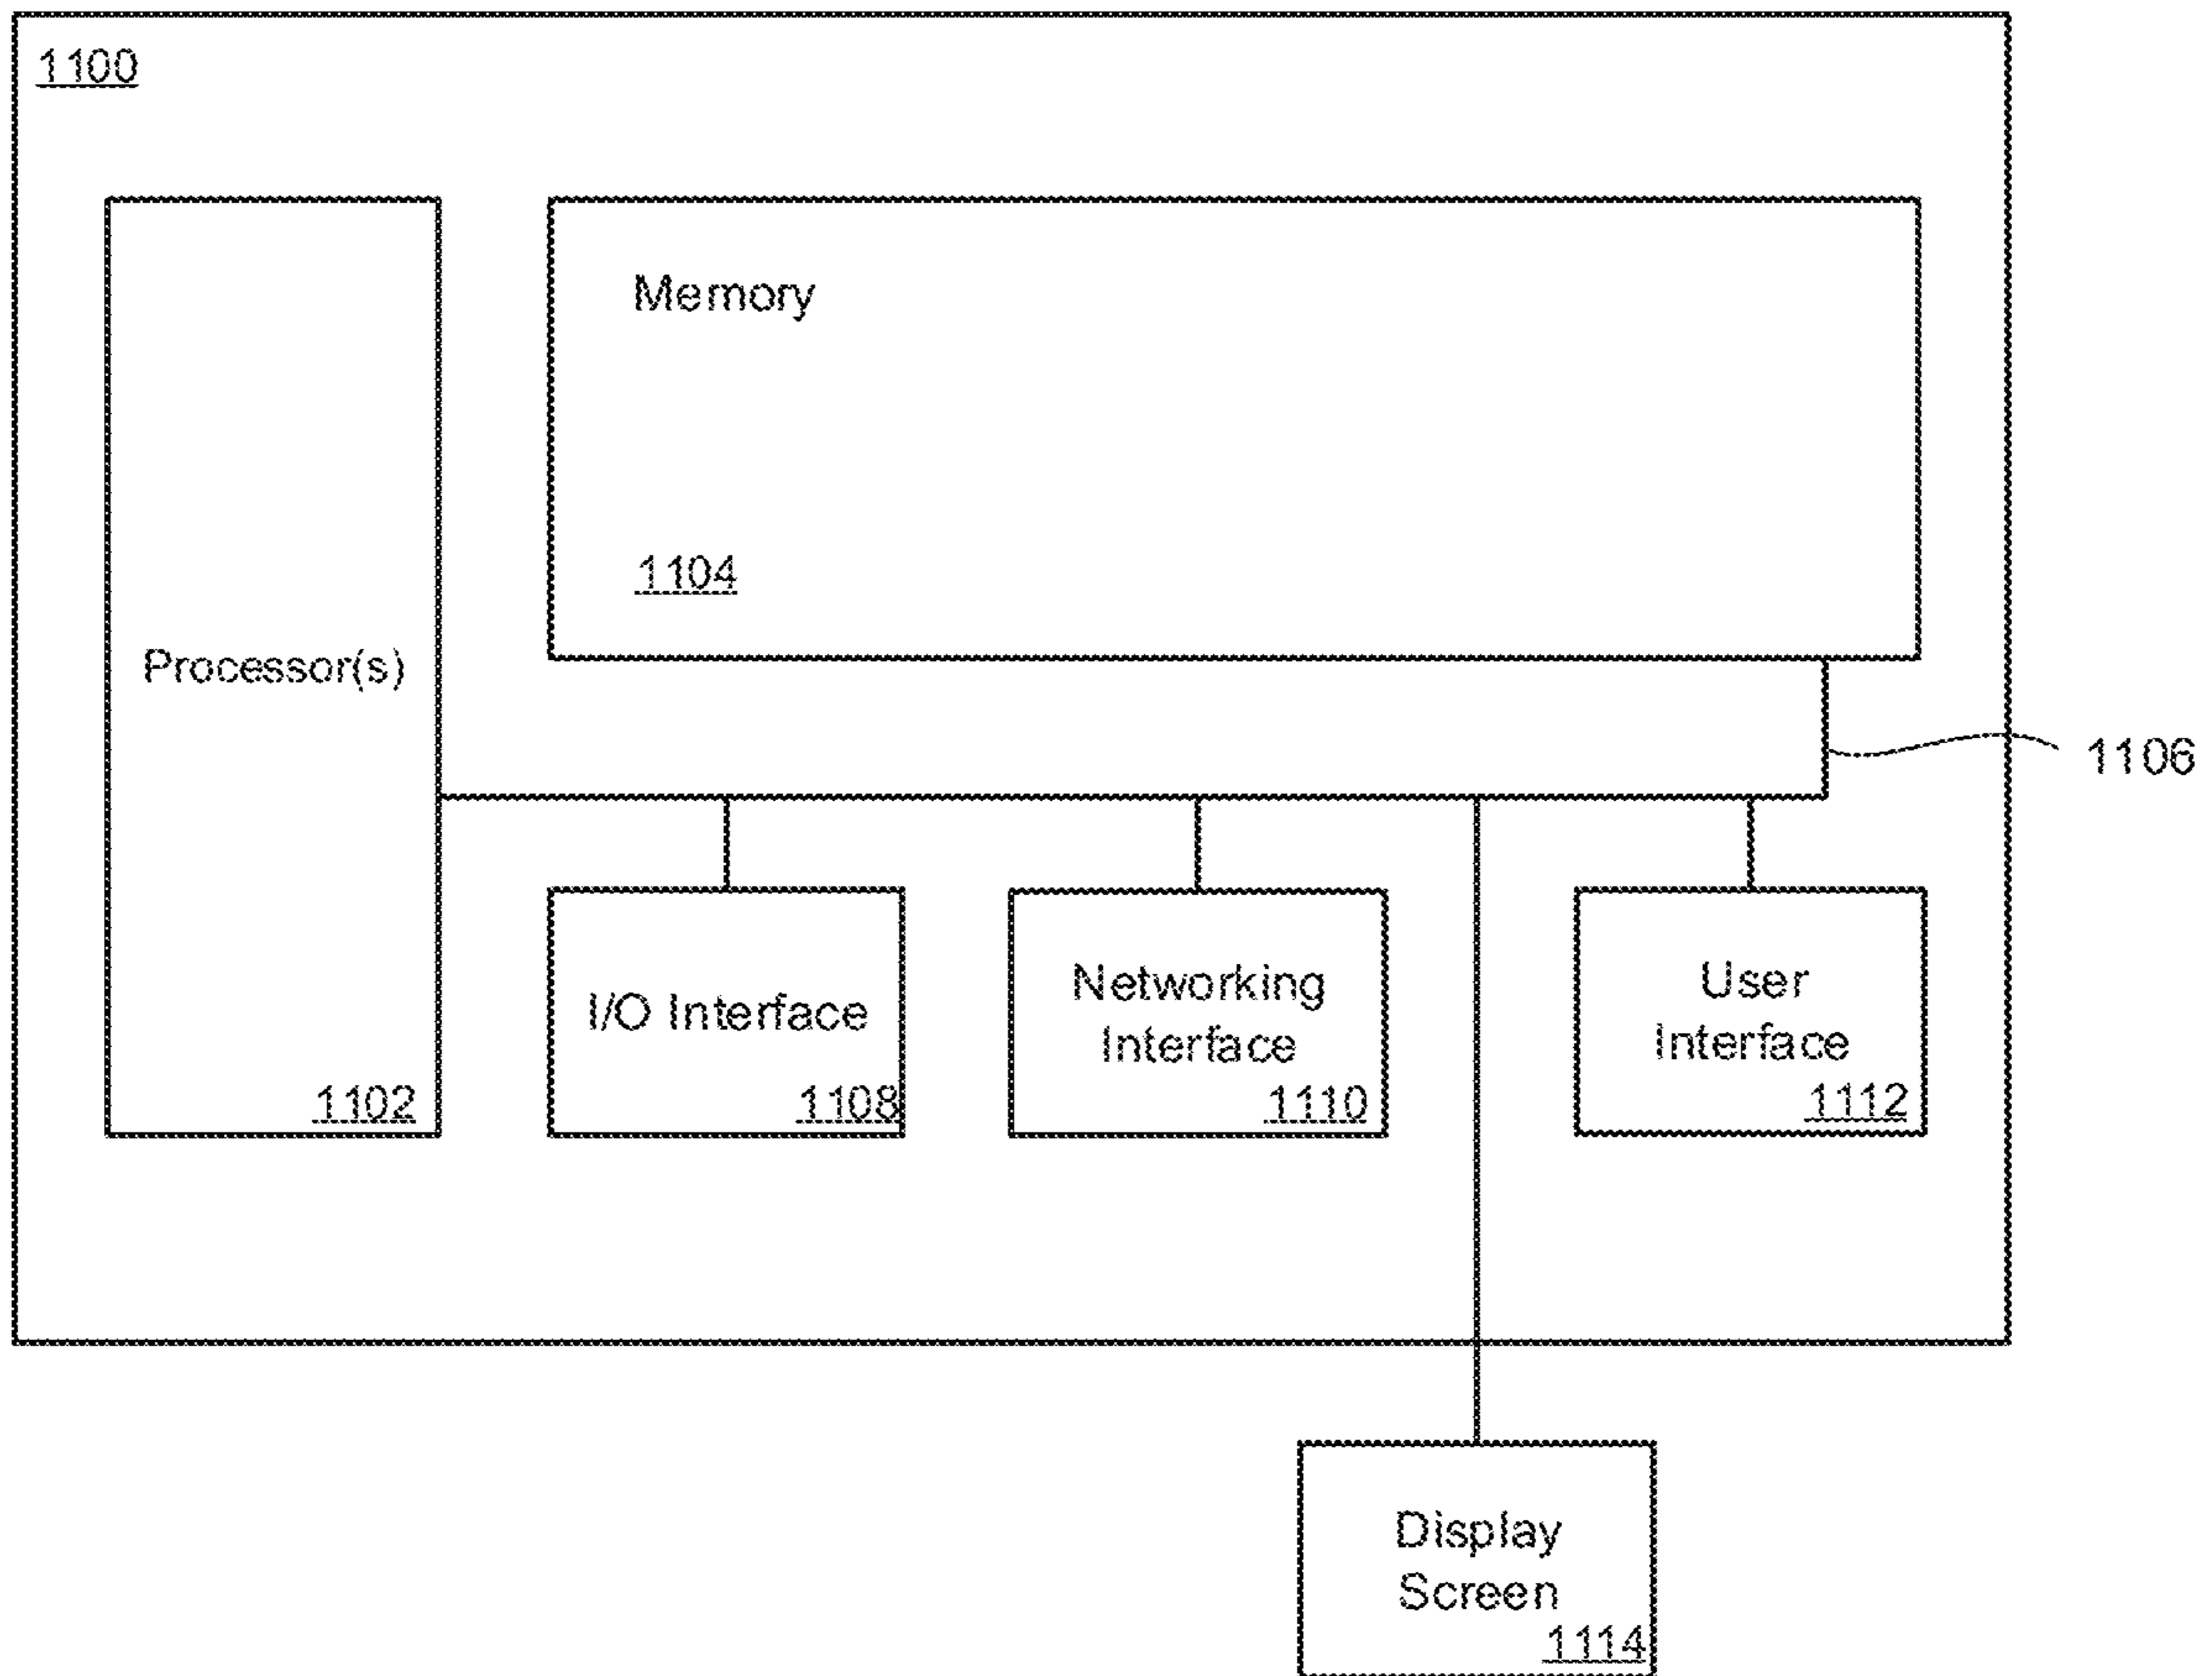 1100
Memory
1104
Processor(s)
1102
1106
I/O Interface
1108
Networking
Interface
1110
User
Interface
1112
Display
Screen
1114